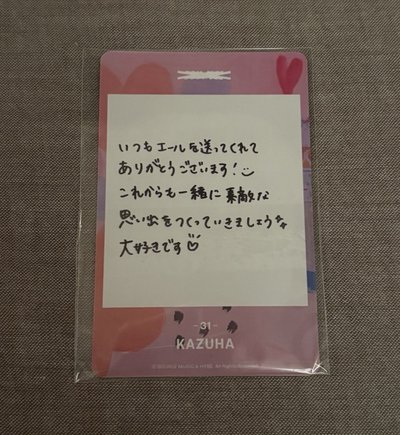 いつもエールを送ってくれて
ありがとうございます!
これからも一緒に素敵な
思い出をつくっていきましょう
大好きです♡
-31-
KAZUHA